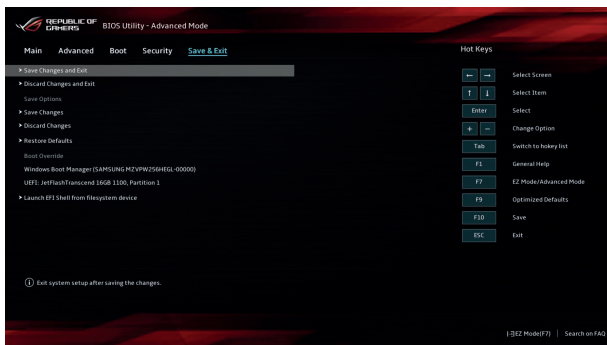 REPUBLIC OF
GAMERS
BIOS Utility - Advanced Mode
Main Advanced Boot Security Save & Exit
Hot Keys
> Save Changes and Exit
> Discard Changes and Exit
Save Options
> Save Changes
> Discard Changes
> Restore Defaults
Boot Override
Windows Boot Manager (SAMSUNG MZVPW256HEGL-00000)
UEFI: JetFlashTranscend 16GB 1100, Partition 1
> Launch EFI Shell from filesystem device
← → Select Screen
↑ ↓ Select Item
Enter Select
+ − Change Option
Tab Switch to hokey list
F1 General Help
F7 EZ Mode/Advanced Mode
F9 Optimized Defaults
F10 Save
ESC Exit
i Exit system setup after saving the changes.
EZ Mode(F7) | Search on FAQ